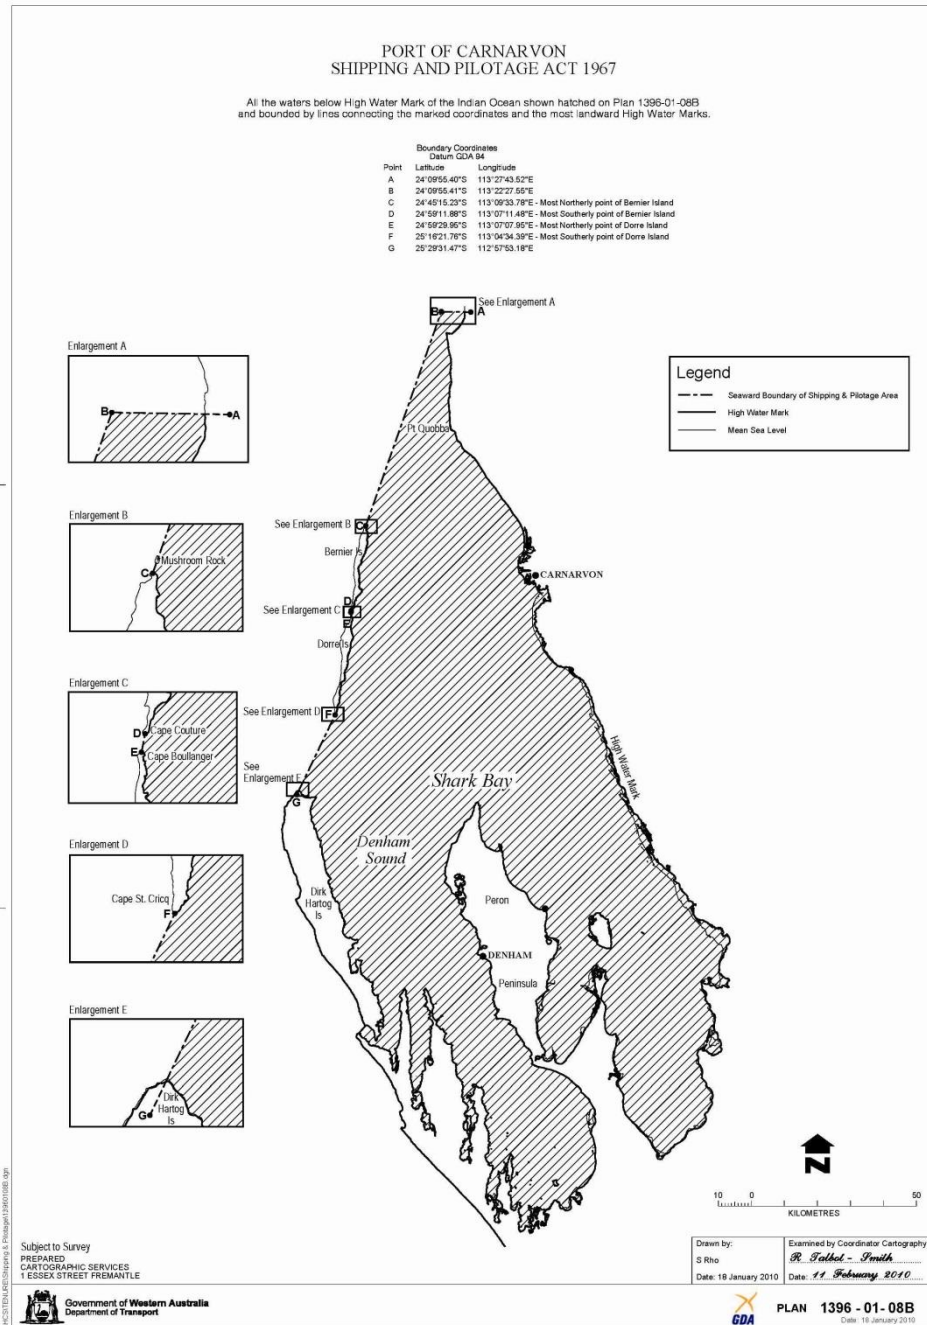 PORT OF CARNARVON
SHIPPING AND PILOTAGE ACT 1967
All the waters below High Water Mark of the Indian Ocean shown hatched on Plan 1396-01-08B
and bounded by lines connecting the marked coordinates and the most landward High Water Marks.
Boundary Coordinates
Datum GDA 94
Point Latitude Longitiude
A 24°09'55.40"S 113°27'43.52"E
B 24°09'55.41"S 113°22'27.55"E
C 24°45'15.23"S 113°09'33.78"E - Most Northerly point of Bernier Island
D 24°59'11.88"S 113°07'11.48"E - Most Southerly point of Bernier Island
E 24°59'29.95"S 113°07'07.95"E - Most Northerly point of Dorre Island
F 25°16'21.76"S 113°04'34.39"E - Most Southerly point of Dorre Island
G 25°29'31.47"S 112°57'53.18"E
See Enlargement A
B A
Enlargement A
B A
Legend
Seaward Boundary of Shipping & Pilotage Area
High Water Mark
Mean Sea Level
Pt Quobba
Enlargement B
Mushroom Rock
C
See Enlargement B
C
Bernier Is
CARNARVON
See Enlargement C
D
E
Dorre Is
Enlargement C
D Cape Couture
E Cape Boullanger
See Enlargement D
F
See
Enlargement E
G
High Water Mark
Shark Bay
Denham
Sound
Enlargement D
Cape St. Cricq
F
Dirk
Hartog
Is
Peron
DENHAM
Peninsula
Enlargement E
Dirk
Hartog
Is
G
N
10 0 50
KILOMETRES
Subject to Survey
PREPARED
CARTOGRAPHIC SERVICES
1 ESSEX STREET FREMANTLE
Drawn by:
S Rho
Date: 18 January 2010
Examined by Coordinator Cartography
R Talbot - Smith
Date: 11 February 2010
Government of Western Australia
Department of Transport
GDA
PLAN 1396 - 01- 08B
Date: 18 January 2010